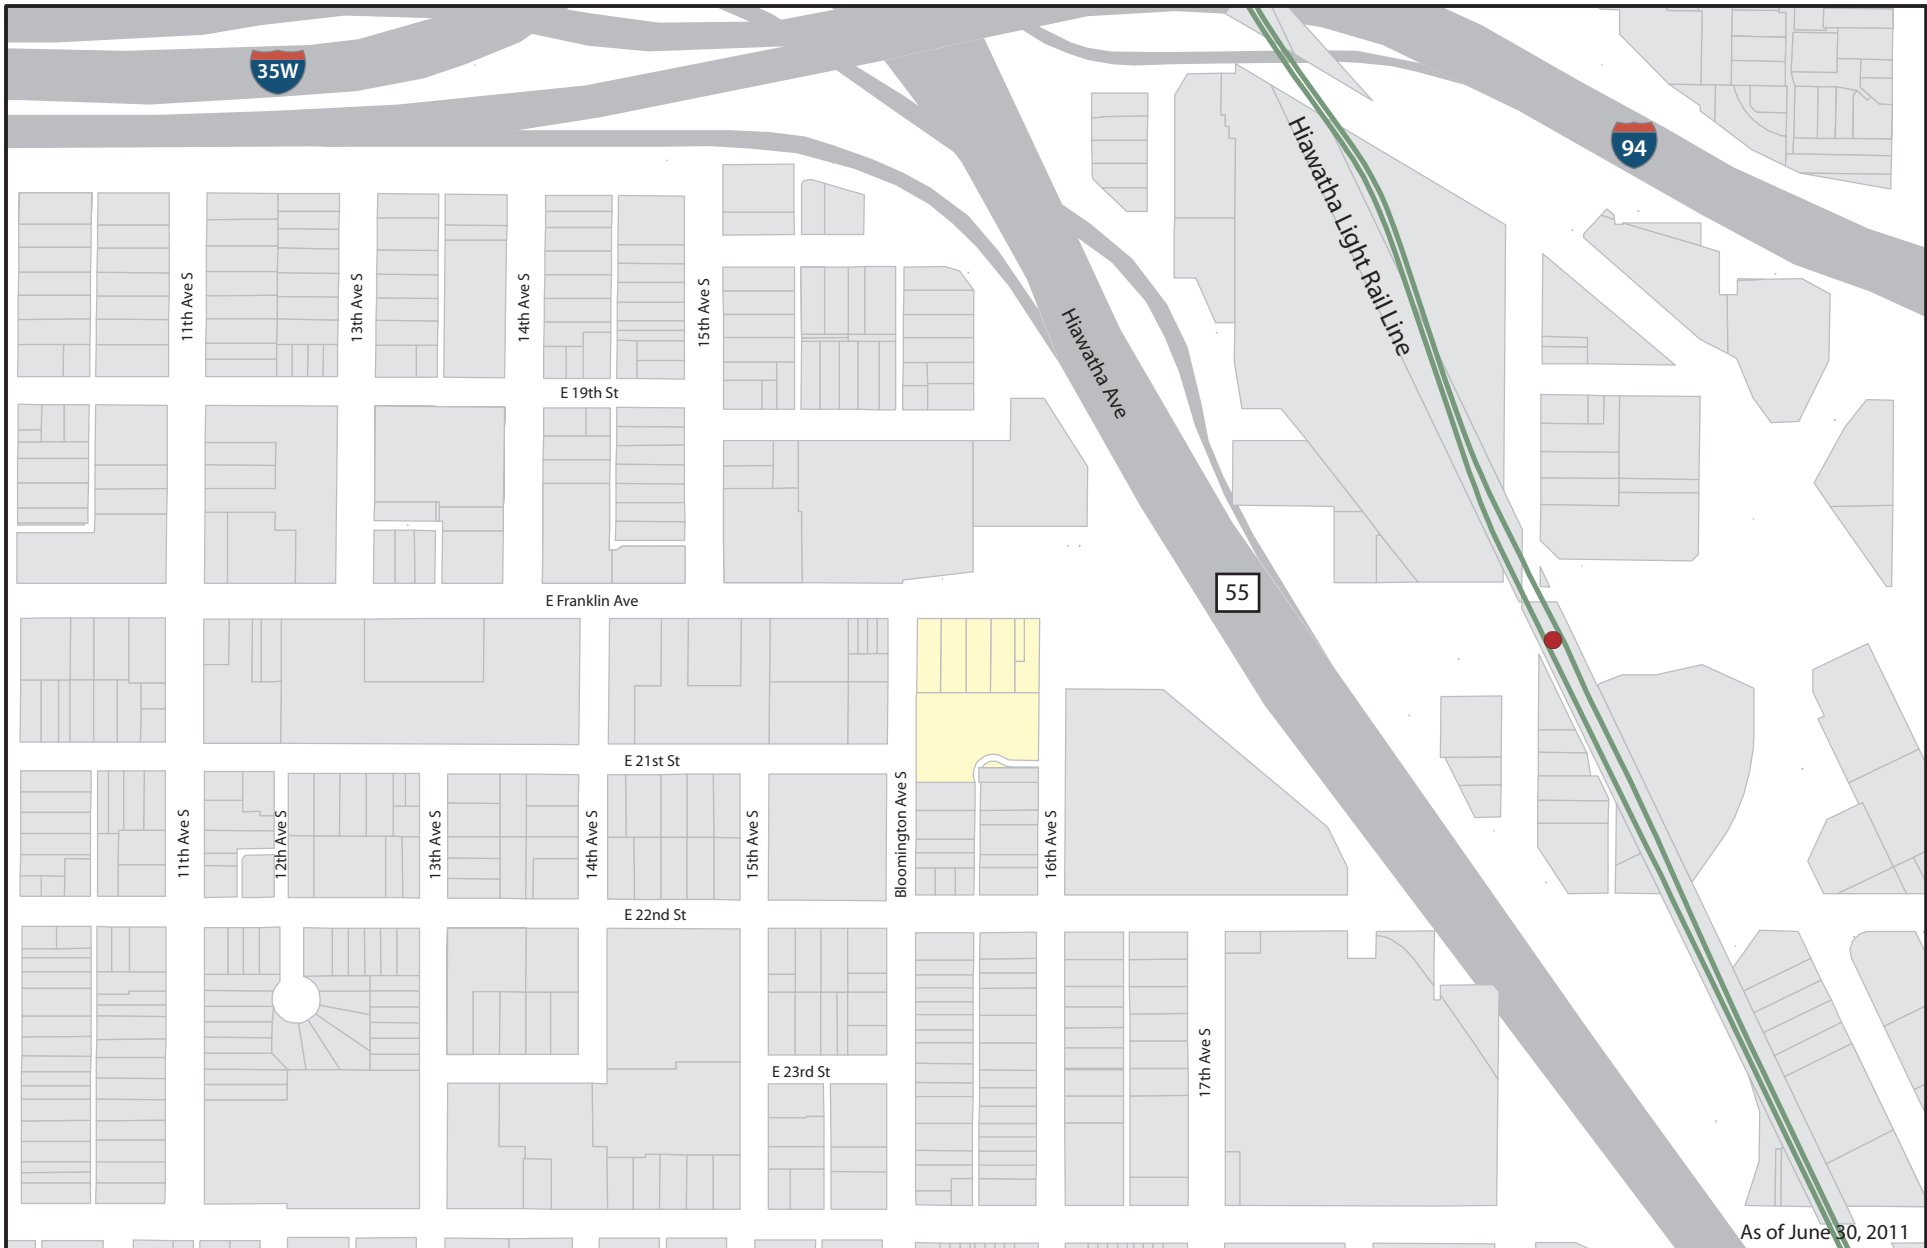 35W
94
Hiawatha Light Rail Line
11th Ave S
13th Ave S
14th Ave S
15th Ave S
Hiawatha Ave
E 19th St
55
E Franklin Ave
E 21st St
11th Ave S
12th Ave S
13th Ave S
14th Ave S
15th Ave S
Bloomington Ave S
16th Ave S
E 22nd St
17th Ave S
E 23rd St
As of June 30, 2011